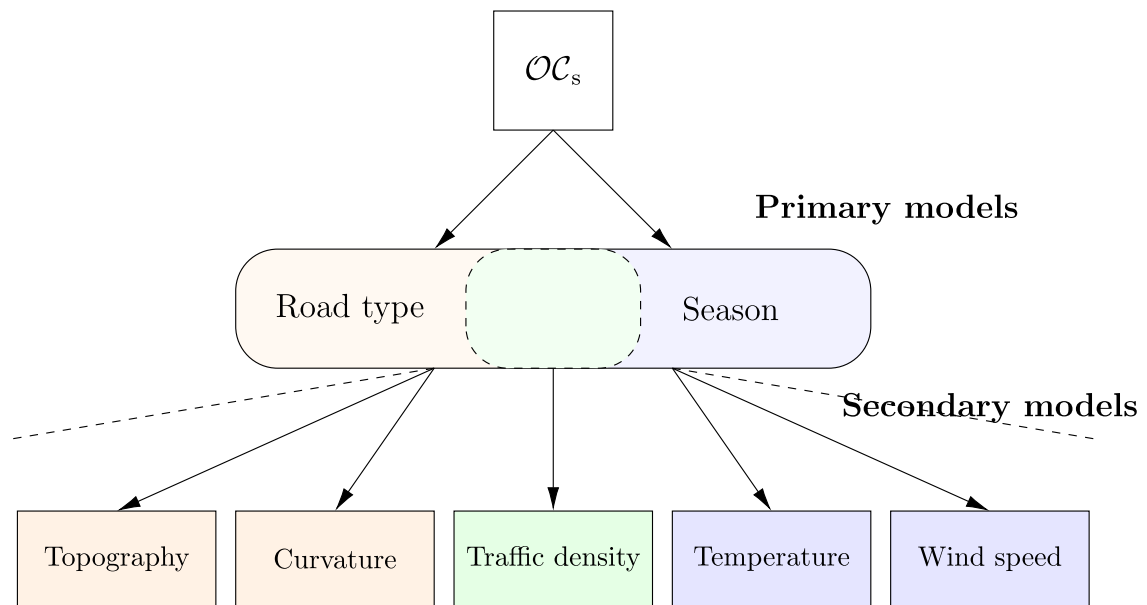 𝒪𝒞s
Primary models
Road type
Season
Secondary models
Topography
Curvature
Traffic density
Temperature
Wind speed